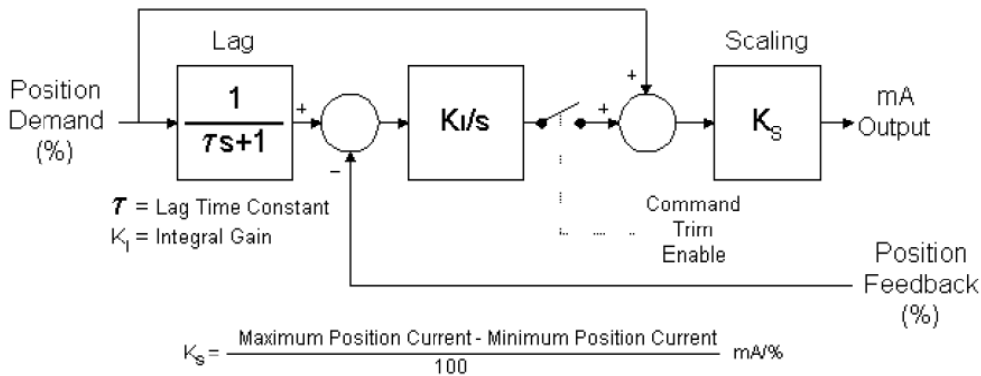 Lag
Scaling
Position
Demand
(%)
1
τs+1
+
−
Kı/s
+
+
K_S
mA
Output
τ = Lag Time Constant
K_I = Integral Gain
Command
Trim
Enable
Position
Feedback
(%)
K_S = Maximum Position Current - Minimum Position Current
100
mA/%